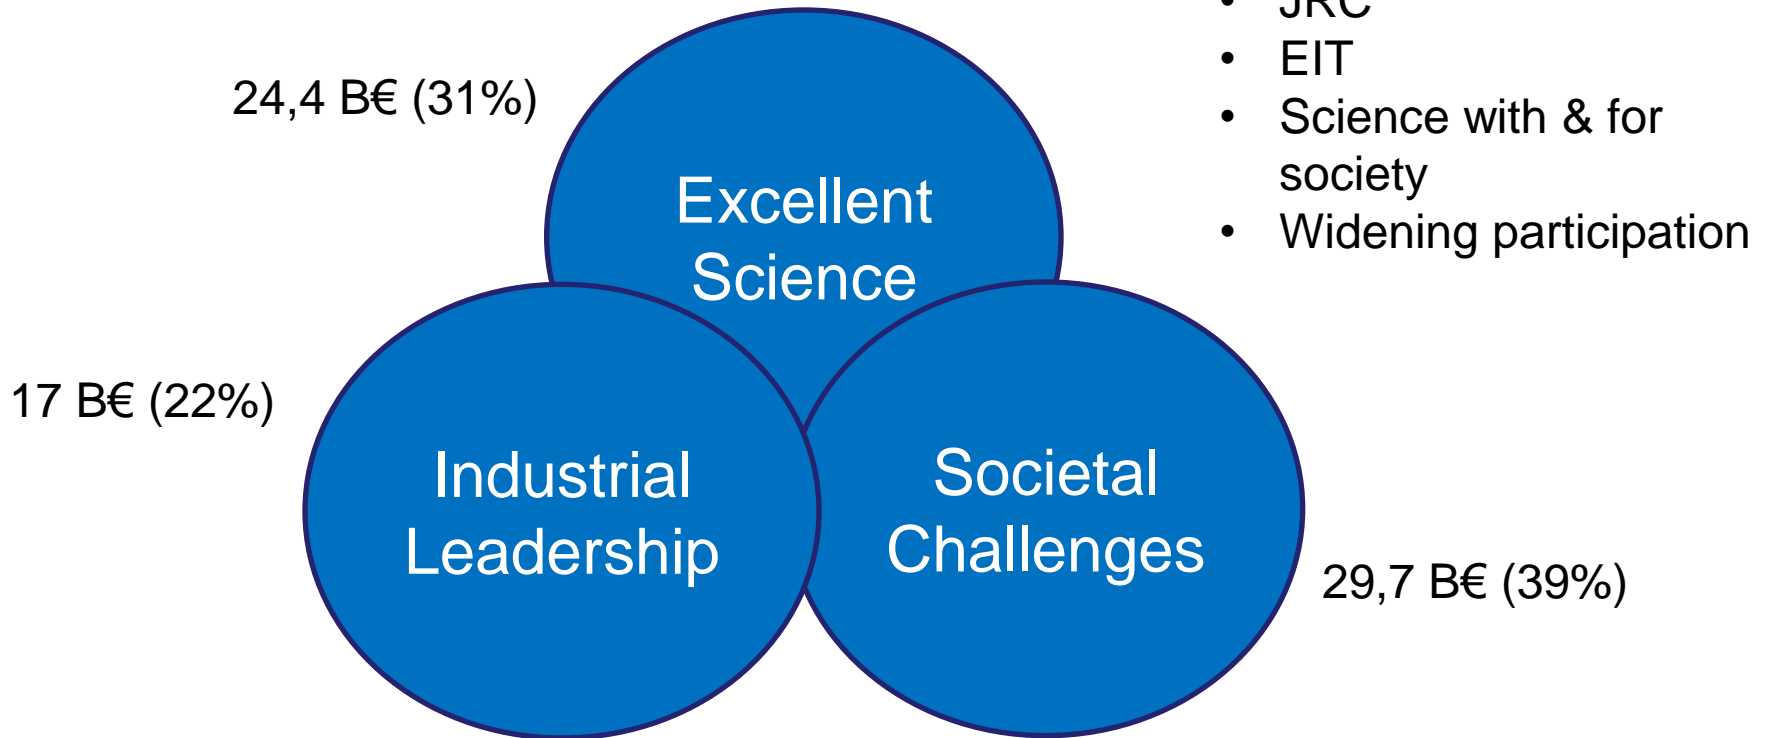 • JRC
• EIT
• Science with & for
society
• Widening participation
24,4 B€ (31%)
Excellent
Science
17 B€ (22%)
Industrial
Leadership
Societal
Challenges
29,7 B€ (39%)